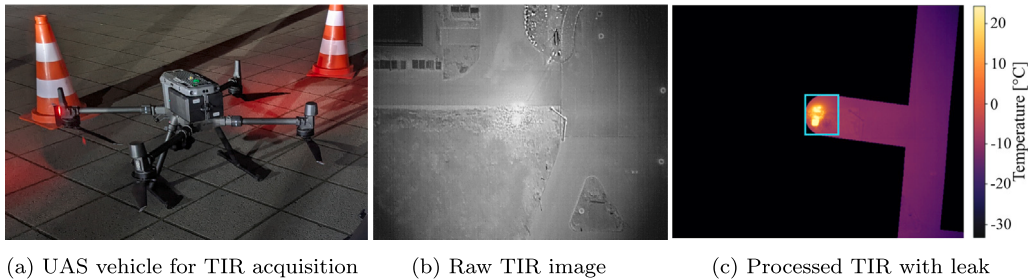 20
10
0
-10
-20
-30
Temperature [°C]
(a) UAS vehicle for TIR acquisition
(b) Raw TIR image
(c) Processed TIR with leak